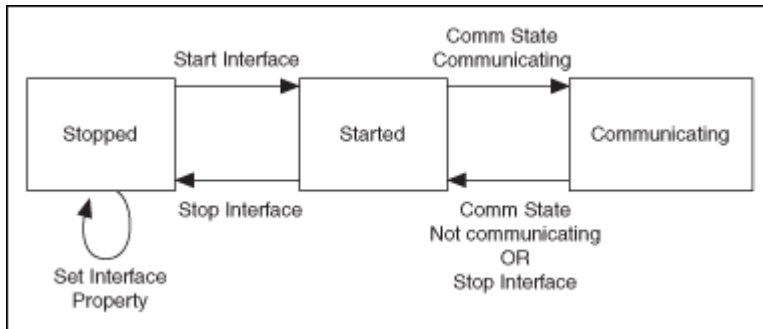 Start Interface
Comm State
Communicating
Stopped
Started
Communicating
Stop Interface
Comm State
Not communicating
OR
Stop Interface
Set Interface
Property